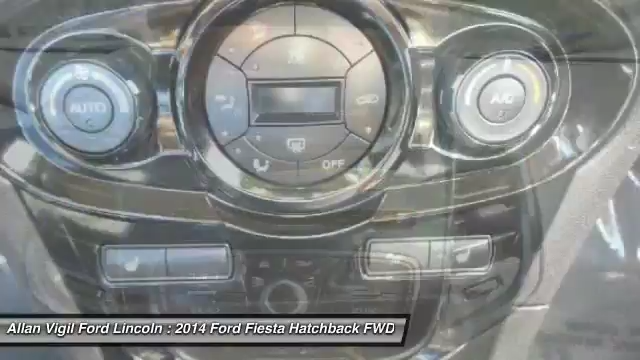 AUTO
A/C
OFF
Allan Vigil Ford Lincoln : 2014 Ford Fiesta Hatchback FWD